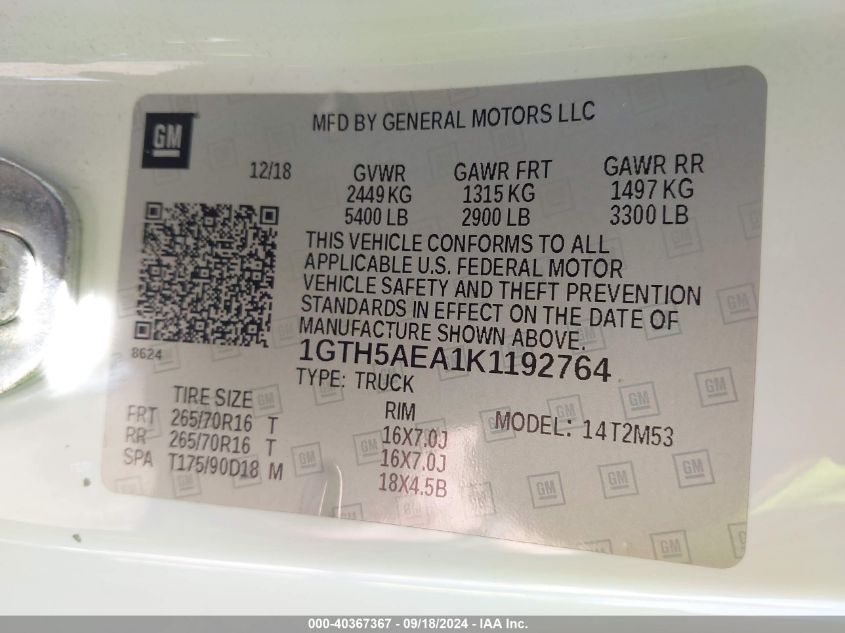 GM
MFD BY GENERAL MOTORS LLC
12/18
GVWR GAWR FRT GAWR RR
2449 KG 1315 KG 1497 KG
5400 LB 2900 LB 3300 LB
THIS VEHICLE CONFORMS TO ALL
APPLICABLE U.S. FEDERAL MOTOR
VEHICLE SAFETY AND THEFT PREVENTION
STANDARDS IN EFFECT ON THE DATE OF
MANUFACTURE SHOWN ABOVE.
8624
1GTH5AEA1K1192764
TYPE: TRUCK
TIRE SIZE RIM MODEL: 14T2M53
FRT 265/70R16 T 16X7.0J
RR 265/70R16 T 16X7.0J
SPA T175/90D18 M 18X4.5B
000-40367367 - 09/18/2024 - IAA Inc.